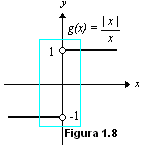 y
g(x) = | x | / x
1
x
-1
Figura 1.8